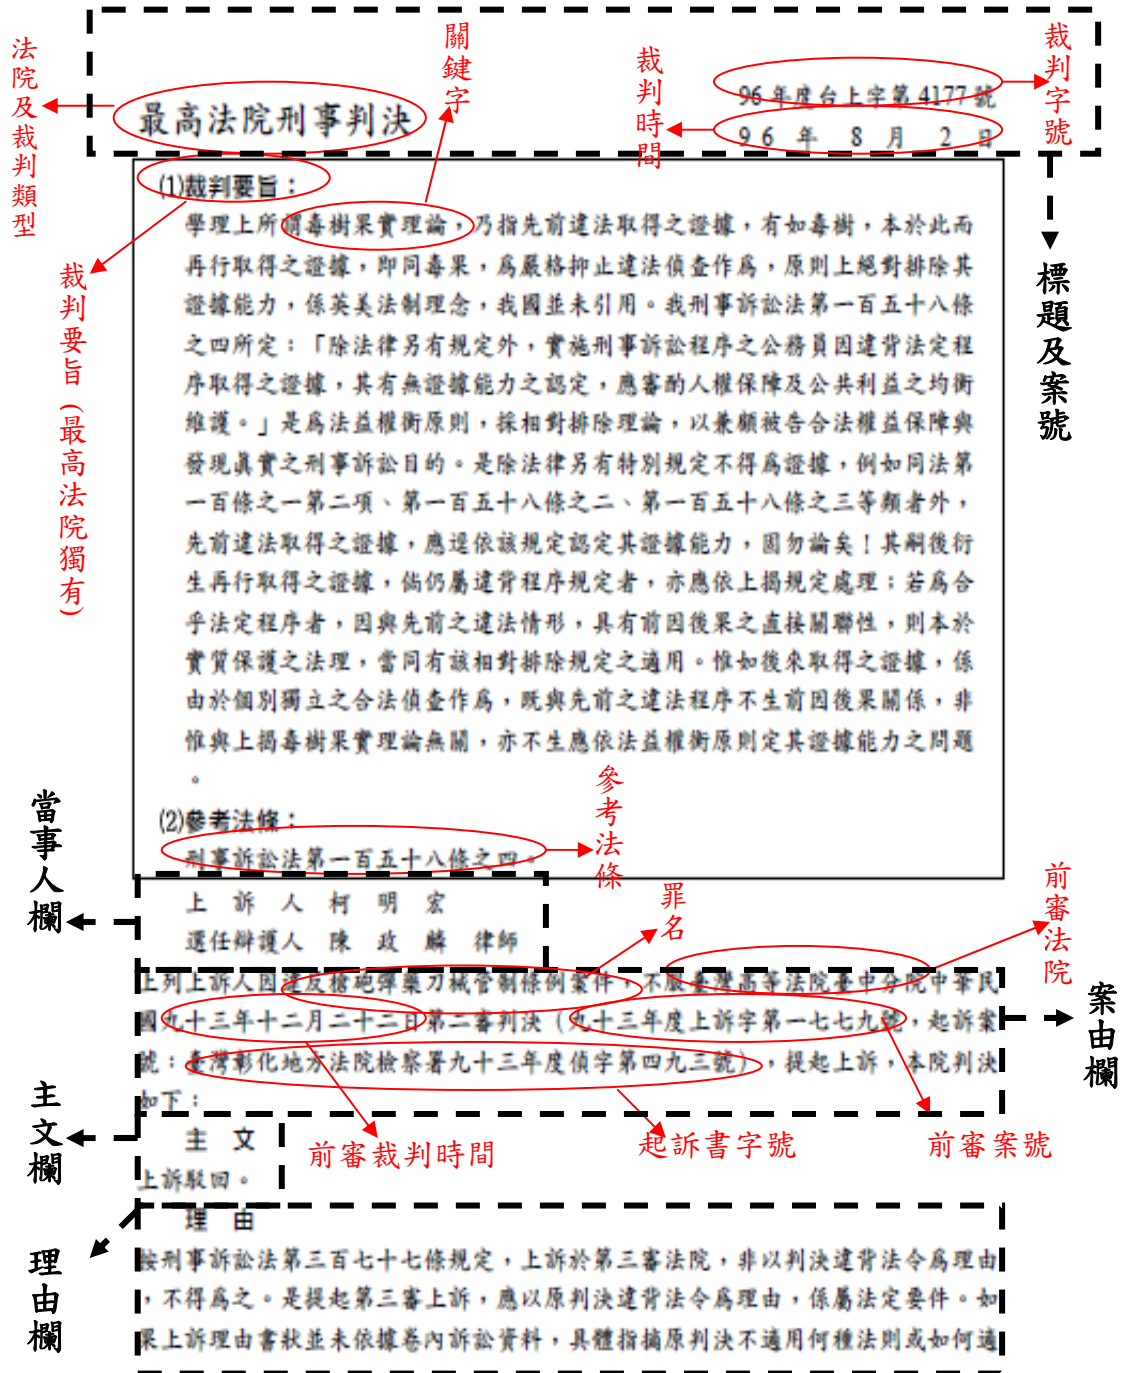 法院及裁判類型
關鍵字
裁判時間
裁判字號
最高法院刑事判決
96 年度台上字第 4177 號
96 年 8 月 2 日
標題及案號
(1)裁判要旨：
裁判要旨(最高法院獨有)
學理上所謂毒樹果實理論，乃指先前違法取得之證據，有如毒樹，本於此而
再行取得之證據，即同毒果，為嚴格抑止違法偵查作為，原則上絕對排除其
證據能力，係英美法制理念，我國並未引用。我刑事訴訟法第一百五十八條
之四所定：「除法律另有規定外，實施刑事訴訟程序之公務員因違背法定程
序取得之證據，其有無證據能力之認定，應審酌人權保障及公共利益之均衡
維護。」是為法益權衡原則，採相對排除理論，以兼顧被告合法權益保障與
發現真實之刑事訴訟目的。是除法律另有特別規定不得為證據，例如同法第
一百條之一第二項、第一百五十八條之二、第一百五十八條之三等類者外，
先前違法取得之證據，應逕依該規定認定其證據能力，固勿論矣！其嗣後衍
生再行取得之證據，倘仍屬違背程序規定者，亦應依上揭規定處理；若為合
乎法定程序者，因與先前之違法情形，具有前因後果之直接關聯性，則本於
實質保護之法理，當同有該相對排除規定之適用。惟如後來取得之證據，係
由於個別獨立之合法偵查作為，既與先前之違法程序不生前因後果關係，非
惟與上揭毒樹果實理論無關，亦不生應依法益權衡原則定其證據能力之問題
。
(2)參考法條：
刑事訴訟法第一百五十八條之四。
參考法條
當事人欄
上 訴 人 柯 明 宏
選任辯護人 陳 政 麟 律師
罪名
前審法院
上列上訴人因違反槍砲彈藥刀械管制條例案件，不服臺灣高等法院臺中分院中華民
國九十三年十二月二十二日第二審判決（九十三年度上訴字第一七七九號，起訴案
號：臺灣彰化地方法院檢察署九十三年度偵字第四九三號），提起上訴，本院判決
如下：
案由欄
主文欄
主 文
上訴駁回。
前審裁判時間
起訴書字號
前審案號
理由欄
理 由
按刑事訴訟法第三百七十七條規定，上訴於第三審法院，非以判決違背法令為理由
，不得為之。是提起第三審上訴，應以原判決違背法令為理由，係屬法定要件。如
果上訴理由書狀並未依據卷內訴訟資料，具體指摘原判決不適用何種法則或如何適